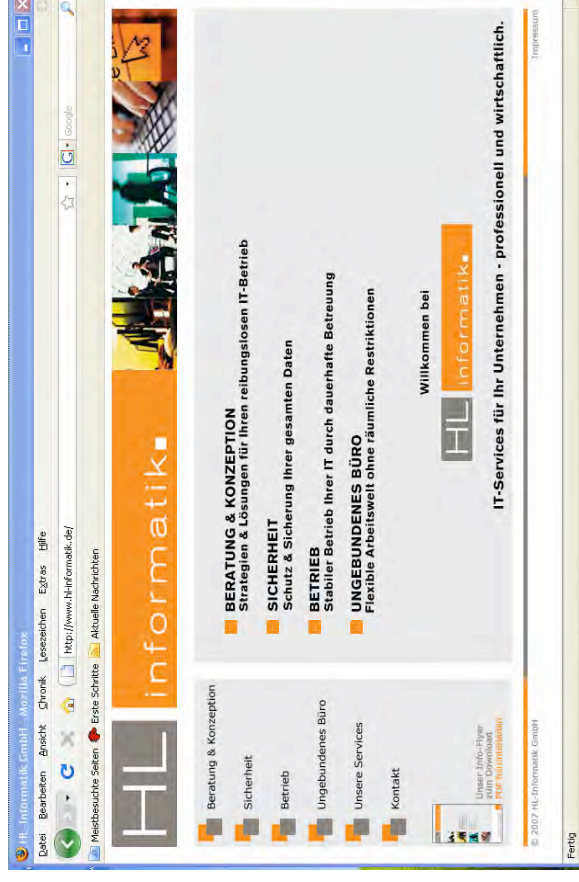 HL-Informatik GmbH - Mozilla Firefox
Datei Bearbeiten Ansicht Chronik Lesezeichen Extras Hilfe
http://www.hl-informatik.de/
Google
Meistbesuchte Seiten Erste Schritte Aktuelle Nachrichten
HL informatik.
Beratung & Konzeption
Sicherheit
Betrieb
Ungebundenes Büro
Unsere Services
Kontakt
Unser Info-Flyer
zum Download
PDF herunterladen
BERATUNG & KONZEPTION
Strategien & Lösungen für Ihren reibungslosen IT-Betrieb
SICHERHEIT
Schutz & Sicherung Ihrer gesamten Daten
BETRIEB
Stabiler Betrieb Ihrer IT durch dauerhafte Betreuung
UNGEBUNDENES BÜRO
Flexible Arbeitswelt ohne räumliche Restriktionen
Willkommen bei
HL informatik.
IT-Services für Ihr Unternehmen - professionell und wirtschaftlich.
© 2007 HL-Informatik GmbH
Impressum
Fertig